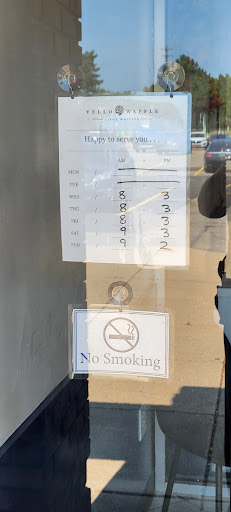 YELLO WAFFLE
Happy to serve you . . .
AM PM
MON
TUE
WED 8 3
THUR 8 3
FRI 8 3
SAT 9 3
SUN 9 2
No Smoking